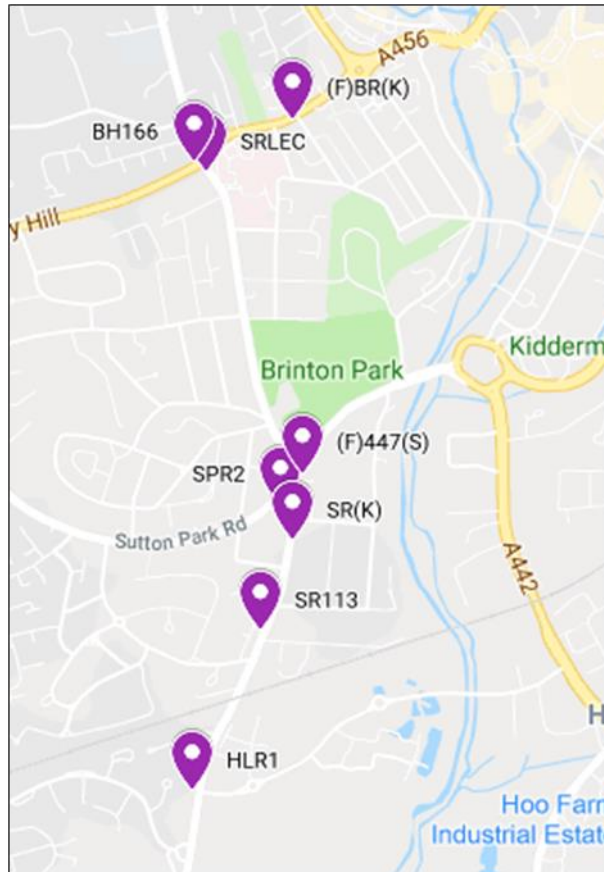 A456
(F)BR(K)
BH166
SRLEC
y Hill
Brinton Park
Kidderm
(F)447(S)
SPR2
SR(K)
Sutton Park Rd
A442
SR113
H
HLR1
Hoo Farm
Industrial Estate